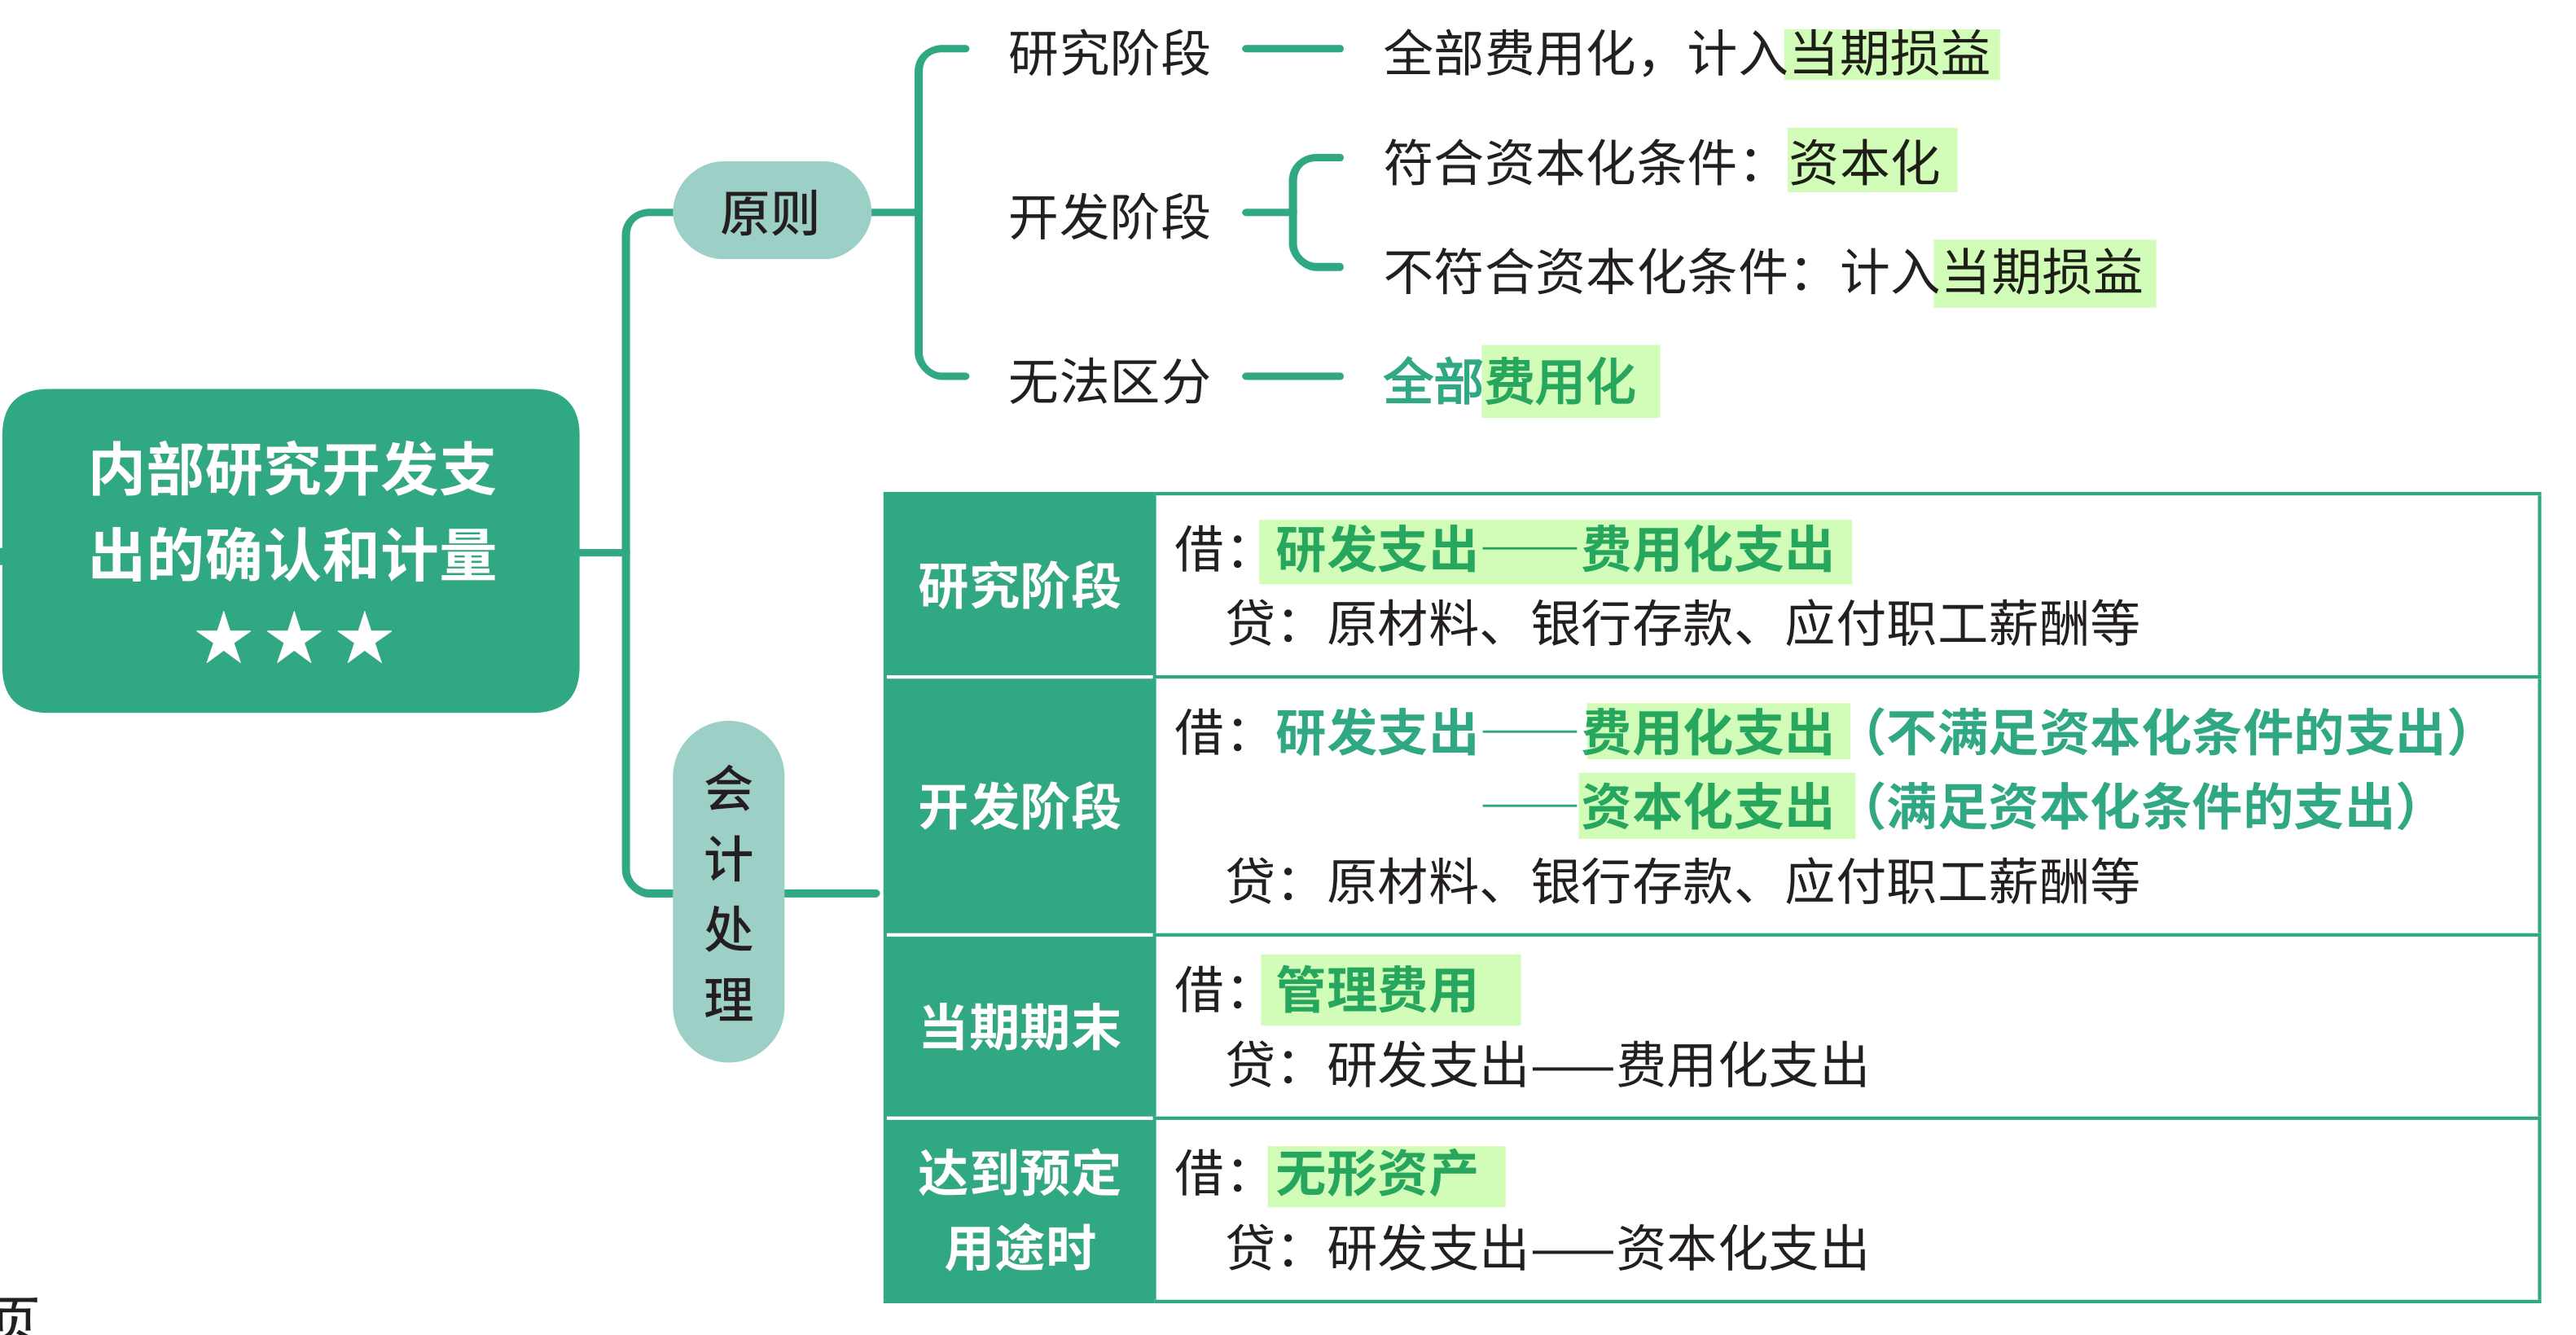 研究阶段 全部费用化，计入当期损益
符合资本化条件：资本化
原则
开发阶段
不符合资本化条件：计入当期损益
无法区分 全部费用化
内部研究开发支
出的确认和计量
★★★
会
计
处
理
研究阶段
借：研发支出——费用化支出
贷：原材料、银行存款、应付职工薪酬等
开发阶段
借：研发支出——费用化支出（不满足资本化条件的支出）
——资本化支出（满足资本化条件的支出）
贷：原材料、银行存款、应付职工薪酬等
当期期末
借：管理费用
贷：研发支出——费用化支出
达到预定
用途时
借：无形资产
贷：研发支出——资本化支出